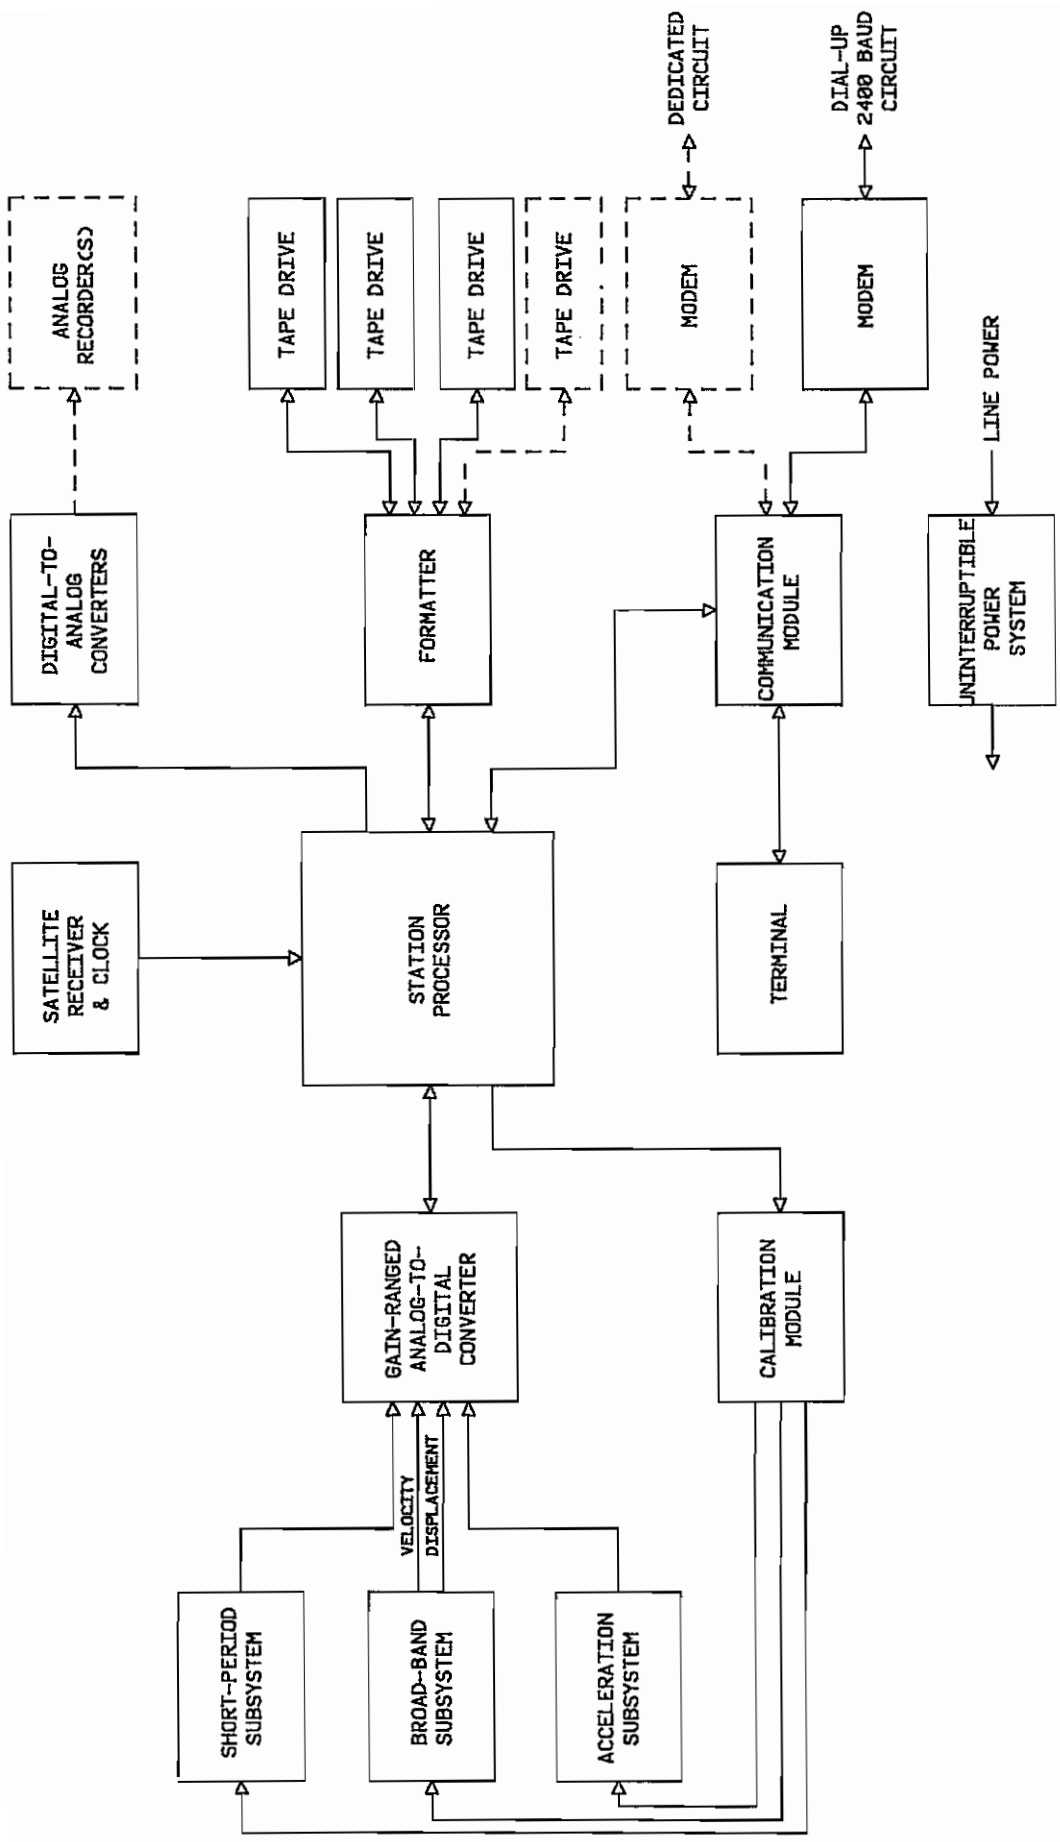 SHORT-PERIOD
SUBSYSTEM
BROAD-BAND
SUBSYSTEM
ACCELERATION
SUBSYSTEM
VELOCITY
DISPLACEMENT
GAIN-RANGED
ANALOG-TO-
DIGITAL
CONVERTER
CALIBRATION
MODULE
SATELLITE
RECEIVER
& CLOCK
STATION
PROCESSOR
TERMINAL
DIGITAL-TO-
ANALOG
CONVERTERS
FORMATTER
COMMUNICATION
MODULE
UNINTERRUPTIBLE
POWER
SYSTEM
LINE POWER
ANALOG
RECORDER(S)
TAPE DRIVE
TAPE DRIVE
TAPE DRIVE
TAPE DRIVE
MODEM
MODEM
DEDICATED
CIRCUIT
DIAL-UP
2400 BAUD
CIRCUIT